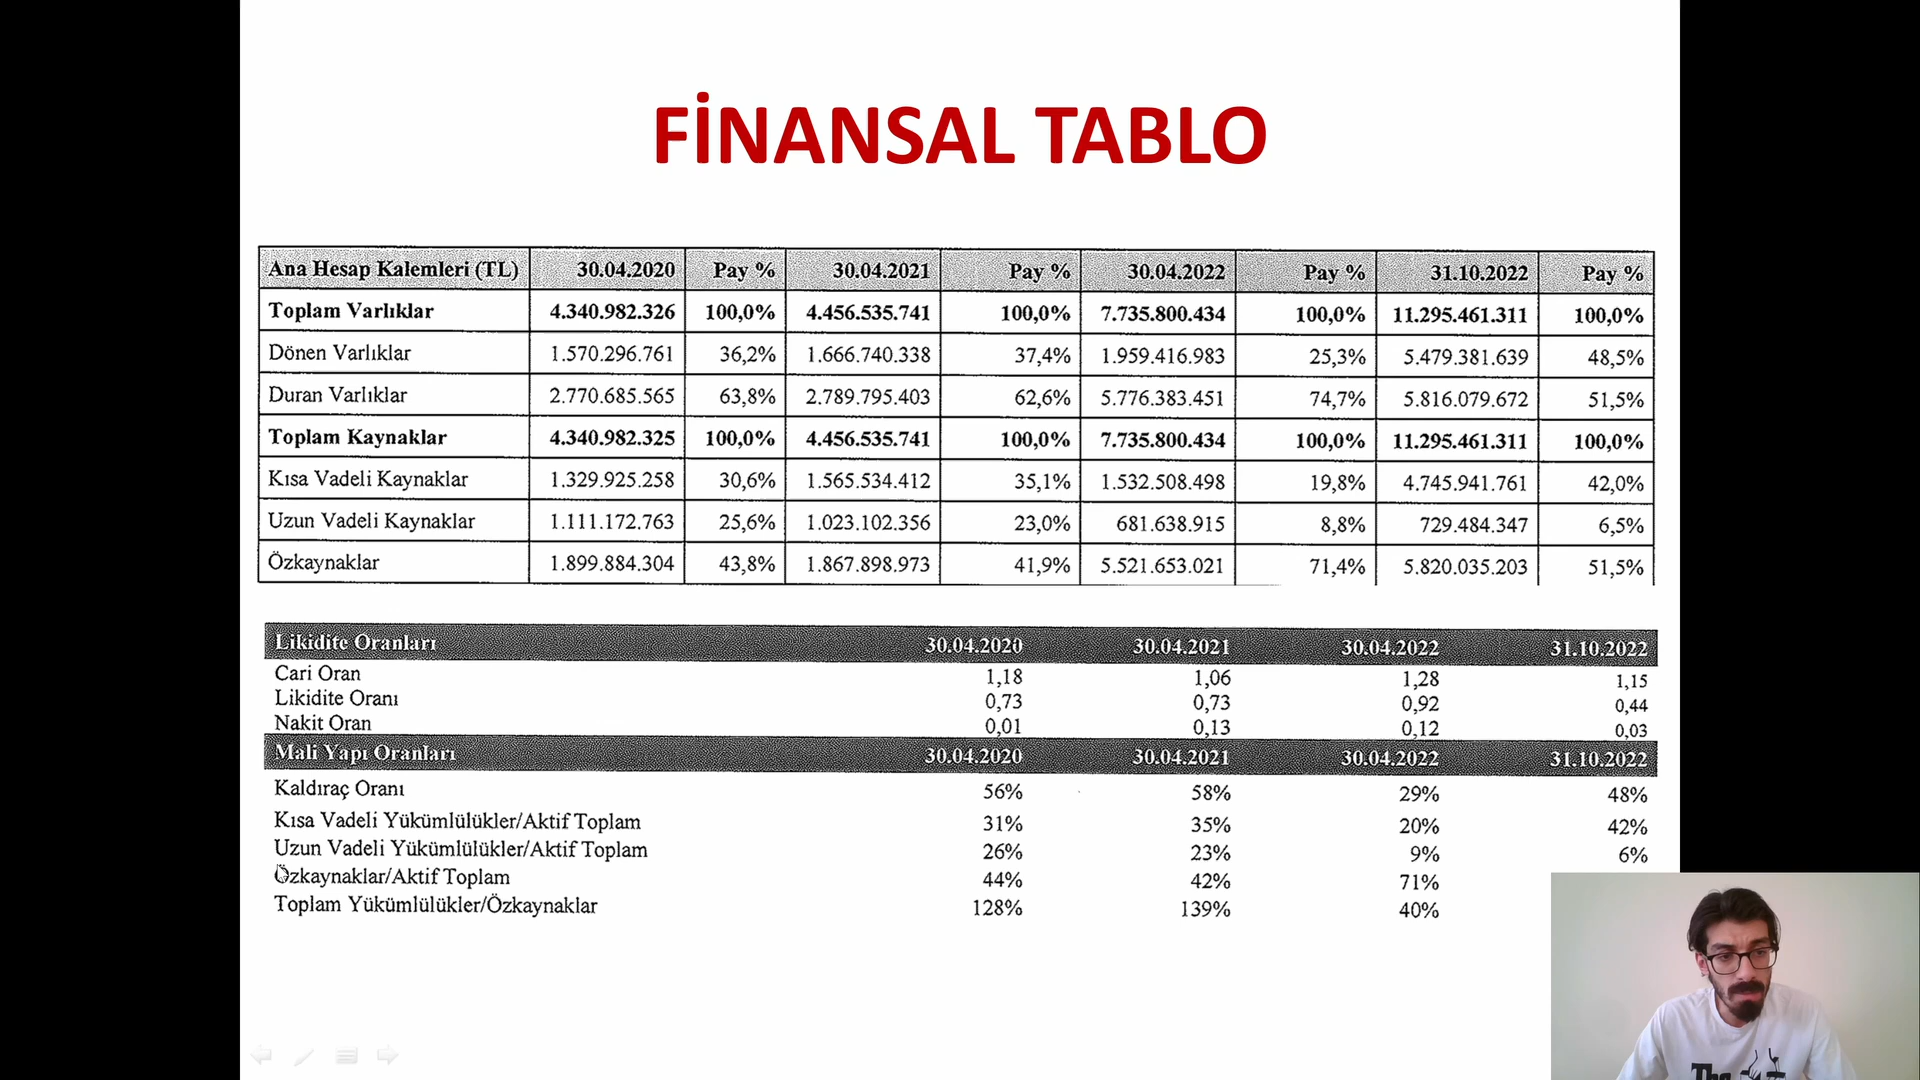 FİNANSAL TABLO
Ana Hesap Kalemleri (TL) 30.04.2020 Pay % 30.04.2021 Pay % 30.04.2022 Pay % 31.10.2022 Pay %
Toplam Varlıklar 4.340.982.326 100,0% 4.456.535.741 100,0% 7.735.800.434 100,0% 11.295.461.311 100,0%
Dönen Varlıklar 1.570.296.761 36,2% 1.666.740.338 37,4% 1.959.416.983 25,3% 5.479.381.639 48,5%
Duran Varlıklar 2.770.685.565 63,8% 2.789.795.403 62,6% 5.776.383.451 74,7% 5.816.079.672 51,5%
Toplam Kaynaklar 4.340.982.325 100,0% 4.456.535.741 100,0% 7.735.800.434 100,0% 11.295.461.311 100,0%
Kısa Vadeli Kaynaklar 1.329.925.258 30,6% 1.565.534.412 35,1% 1.532.508.498 19,8% 4.745.941.761 42,0%
Uzun Vadeli Kaynaklar 1.111.172.763 25,6% 1.023.102.356 23,0% 681.638.915 8,8% 729.484.347 6,5%
Özkaynaklar 1.899.884.304 43,8% 1.867.898.973 41,9% 5.521.653.021 71,4% 5.820.035.203 51,5%
Likidite Oranları 30.04.2020 30.04.2021 30.04.2022 31.10.2022
Cari Oran 1,18 1,06 1,28 1,15
Likidite Oranı 0,73 0,73 0,92 0,44
Nakit Oran 0,01 0,13 0,12 0,03
Mali Yapı Oranları 30.04.2020 30.04.2021 30.04.2022 31.10.2022
Kaldıraç Oranı 56% 58% 29% 48%
Kısa Vadeli Yükümlülükler/Aktif Toplam 31% 35% 20% 42%
Uzun Vadeli Yükümlülükler/Aktif Toplam 26% 23% 9% 6%
Özkaynaklar/Aktif Toplam 44% 42% 71%
Toplam Yükümlülükler/Özkaynaklar 128% 139% 40%
The